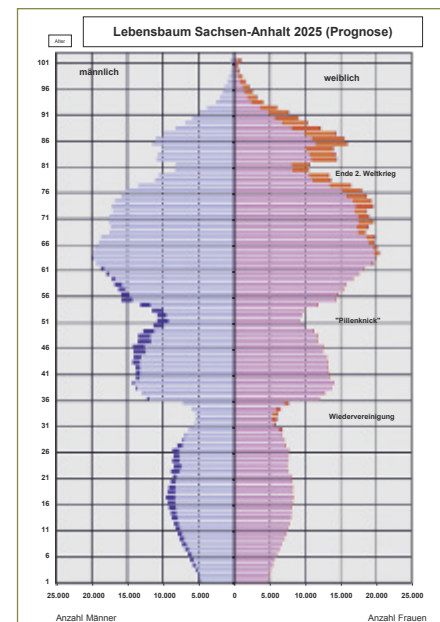 Lebensbaum Sachsen-Anhalt 2025 (Prognose)
Alter
männlich
weiblich
101
96
91
86
81
76
71
66
61
56
51
46
41
36
31
26
21
16
11
6
1
Ende 2. Weltkrieg
"Pillenknick"
Wiedervereinigung
25.000 20.000 15.000 10.000 5.000 0 5.000 10.000 15.000 20.000 25.000
Anzahl Männer
Anzahl Frauen